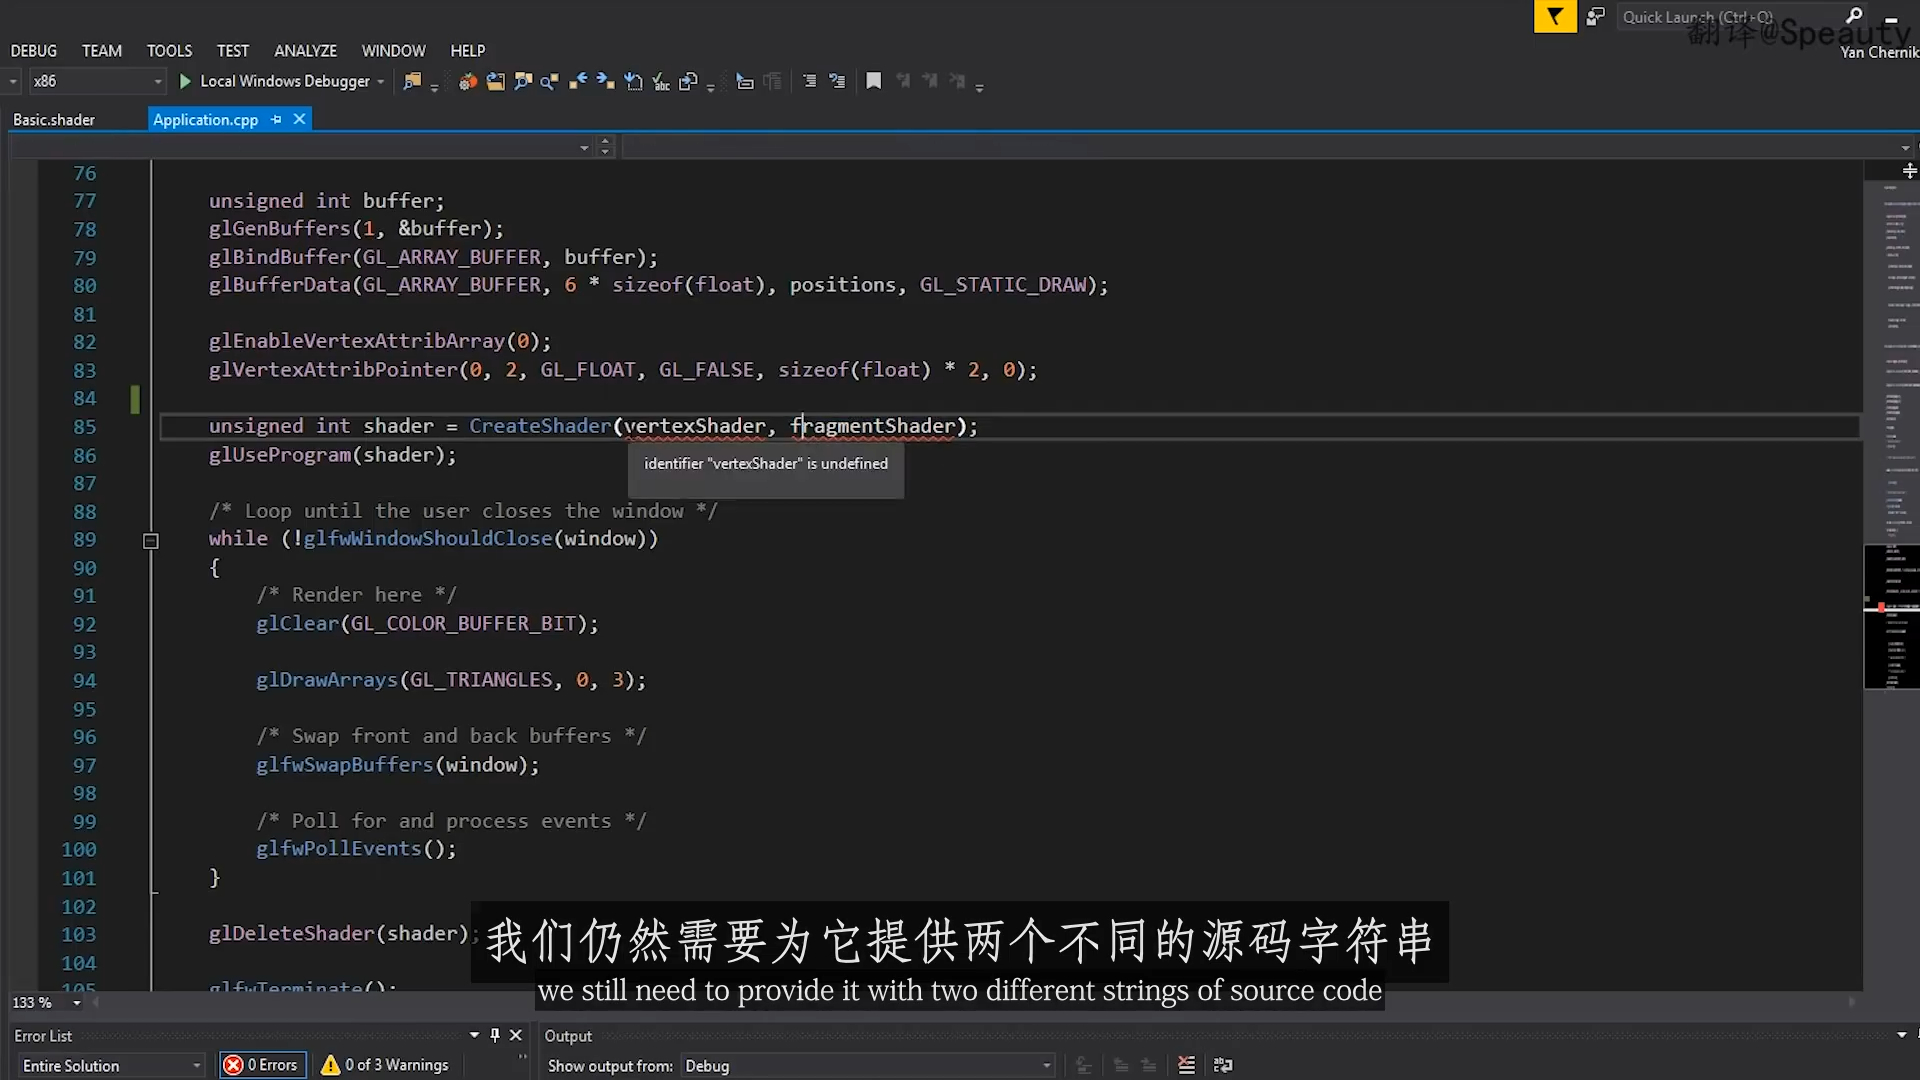 Quick Launch (Ctrl+Q)
翻译@Speauty
DEBUG TEAM TOOLS TEST ANALYZE WINDOW HELP
Yan Chernik
x86 Local Windows Debugger
Basic.shader Application.cpp
76
77 unsigned int buffer;
78 glGenBuffers(1, &buffer);
79 glBindBuffer(GL_ARRAY_BUFFER, buffer);
80 glBufferData(GL_ARRAY_BUFFER, 6 * sizeof(float), positions, GL_STATIC_DRAW);
81
82 glEnableVertexAttribArray(0);
83 glVertexAttribPointer(0, 2, GL_FLOAT, GL_FALSE, sizeof(float) * 2, 0);
84
85 unsigned int shader = CreateShader(vertexShader, fragmentShader);
86 glUseProgram(shader);
identifier "vertexShader" is undefined
87
88 /* Loop until the user closes the window */
89 while (!glfwWindowShouldClose(window))
90 {
91 /* Render here */
92 glClear(GL_COLOR_BUFFER_BIT);
93
94 glDrawArrays(GL_TRIANGLES, 0, 3);
95
96 /* Swap front and back buffers */
97 glfwSwapBuffers(window);
98
99 /* Poll for and process events */
100 glfwPollEvents();
101 }
102
103 glDeleteShader(shader);
104
105 glfwTerminate();
我们仍然需要为它提供两个不同的源码字符串
we still need to provide it with two different strings of source code
133 %
Error List
Output
Entire Solution 0 Errors 0 of 3 Warnings
Show output from: Debug